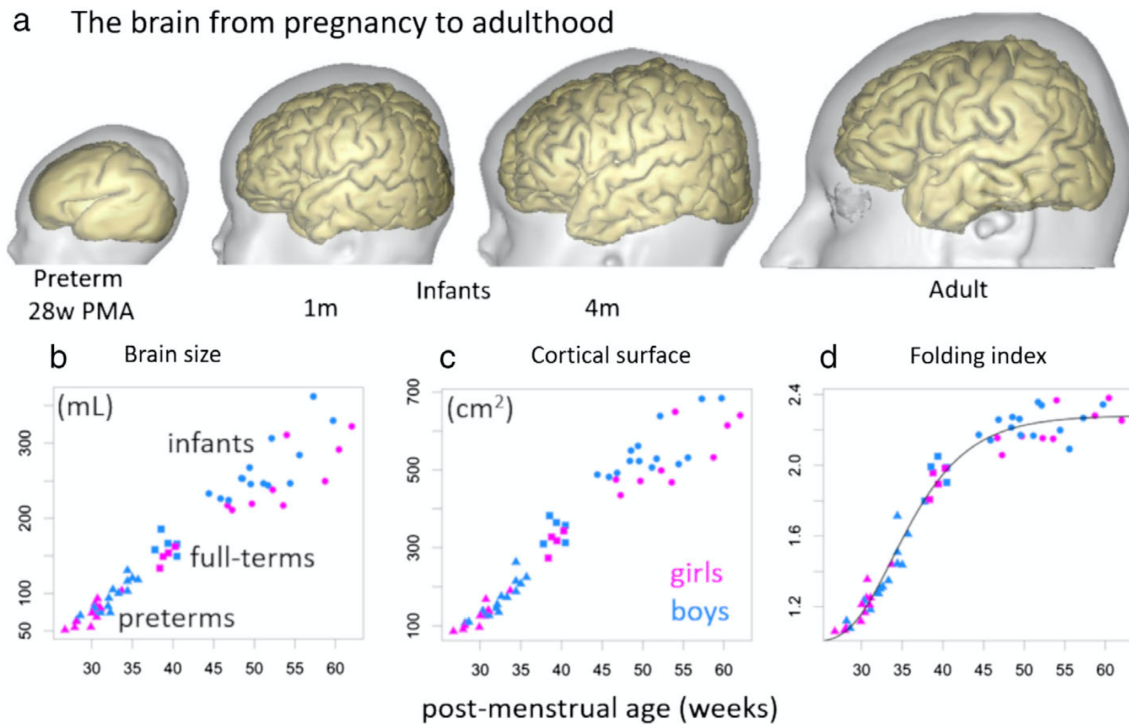 a The brain from pregnancy to adulthood
Preterm
28w PMA
Infants
1m
4m
Adult
b Brain size
(mL)
infants
full-terms
preterms
300
200
100
50
30 35 40 45 50 55 60
c Cortical surface
(cm²)
girls
boys
700
500
300
100
30 35 40 45 50 55 60
d Folding index
2.4
2.0
1.6
1.2
30 35 40 45 50 55 60
post-menstrual age (weeks)